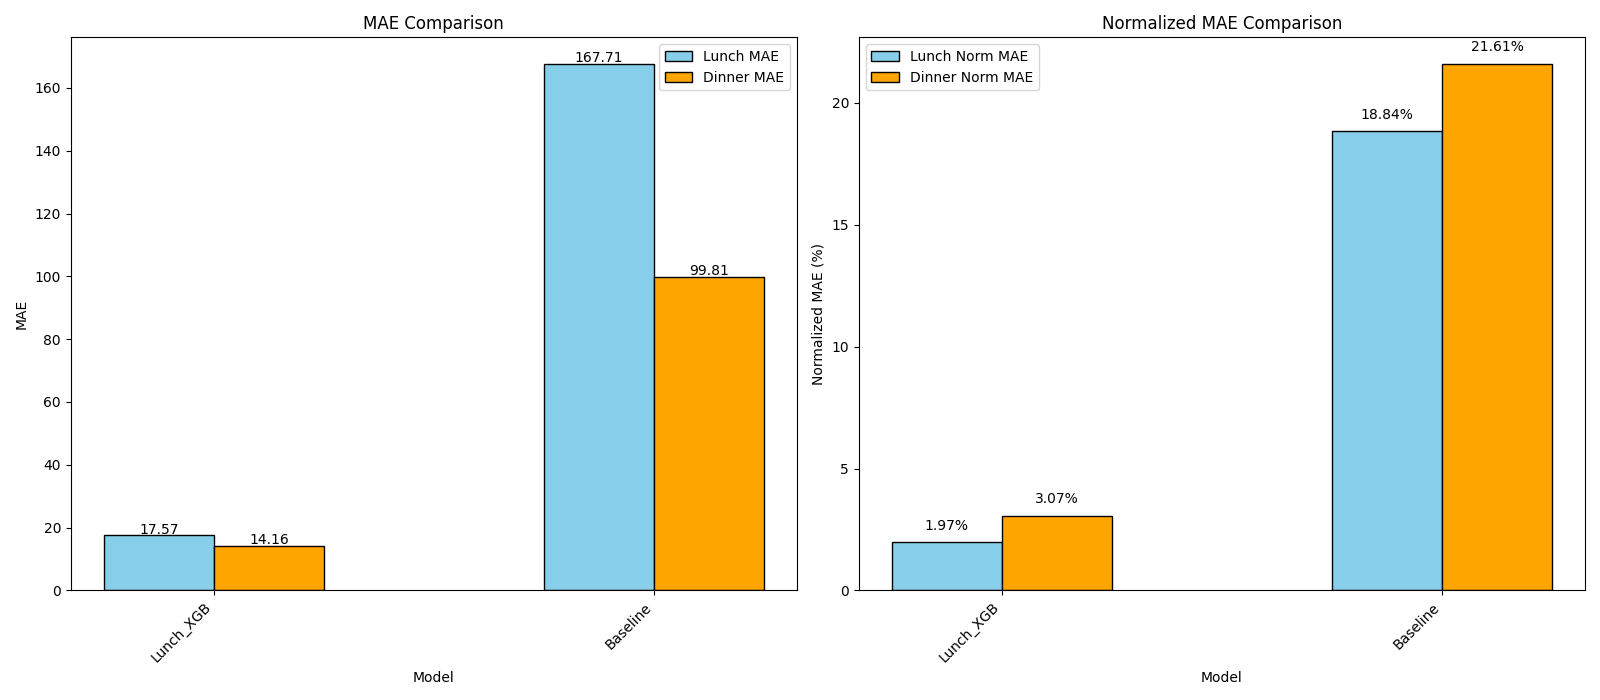 MAE Comparison
MAE
160
140
120
100
80
60
40
20
0
167.71
99.81
17.57
14.16
Lunch MAE
Dinner MAE
Lunch_XGB
Baseline
Model
Normalized MAE Comparison
Normalized MAE (%)
20
15
10
5
0
Lunch Norm MAE
Dinner Norm MAE
21.61%
18.84%
3.07%
1.97%
Lunch_XGB
Baseline
Model